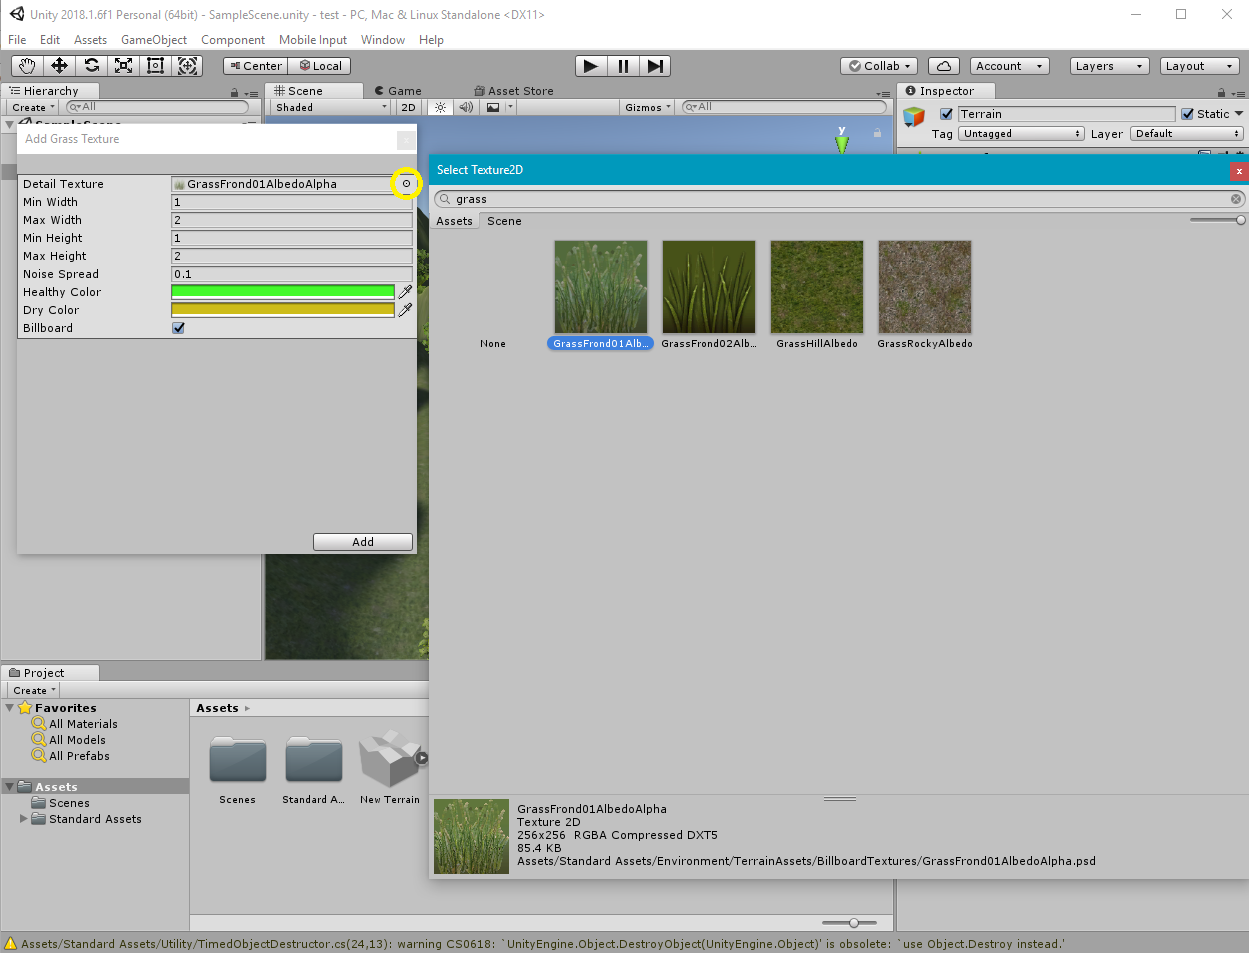 Unity 2018.1.6f1 Personal (64bit) - SampleScene.unity - test - PC, Mac & Linux Standalone <DX11>
File Edit Assets GameObject Component Mobile Input Window Help
Center Local Collab Account Layers Layout
Hierarchy
Create All
Scene Game Asset Store
Shaded 2D Gizmos All
Inspector
Terrain Static
Tag Untagged Layer Default
y
Add Grass Texture
Detail Texture GrassFrond01AlbedoAlpha
Min Width 1
Max Width 2
Min Height 1
Max Height 2
Noise Spread 0.1
Healthy Color
Dry Color
Billboard
Add
Select Texture2D
x
grass
Assets Scene
None GrassFrond01Alb... GrassFrond02Alb... GrassHillAlbedo GrassRockyAlbedo
GrassFrond01AlbedoAlpha
Texture 2D
256x256 RGBA Compressed DXT5
85.4 KB
Assets/Standard Assets/Environment/TerrainAssets/BillboardTextures/GrassFrond01AlbedoAlpha.psd
Project
Create
Favorites
All Materials
All Models
All Prefabs
Assets
Scenes
Standard Assets
Assets
Scenes Standard A... New Terrain
Assets/Standard Assets/Utility/TimedObjectDestructor.cs(24,13): warning CS0618: `UnityEngine.Object.DestroyObject(UnityEngine.Object)' is obsolete: `use Object.Destroy instead.'